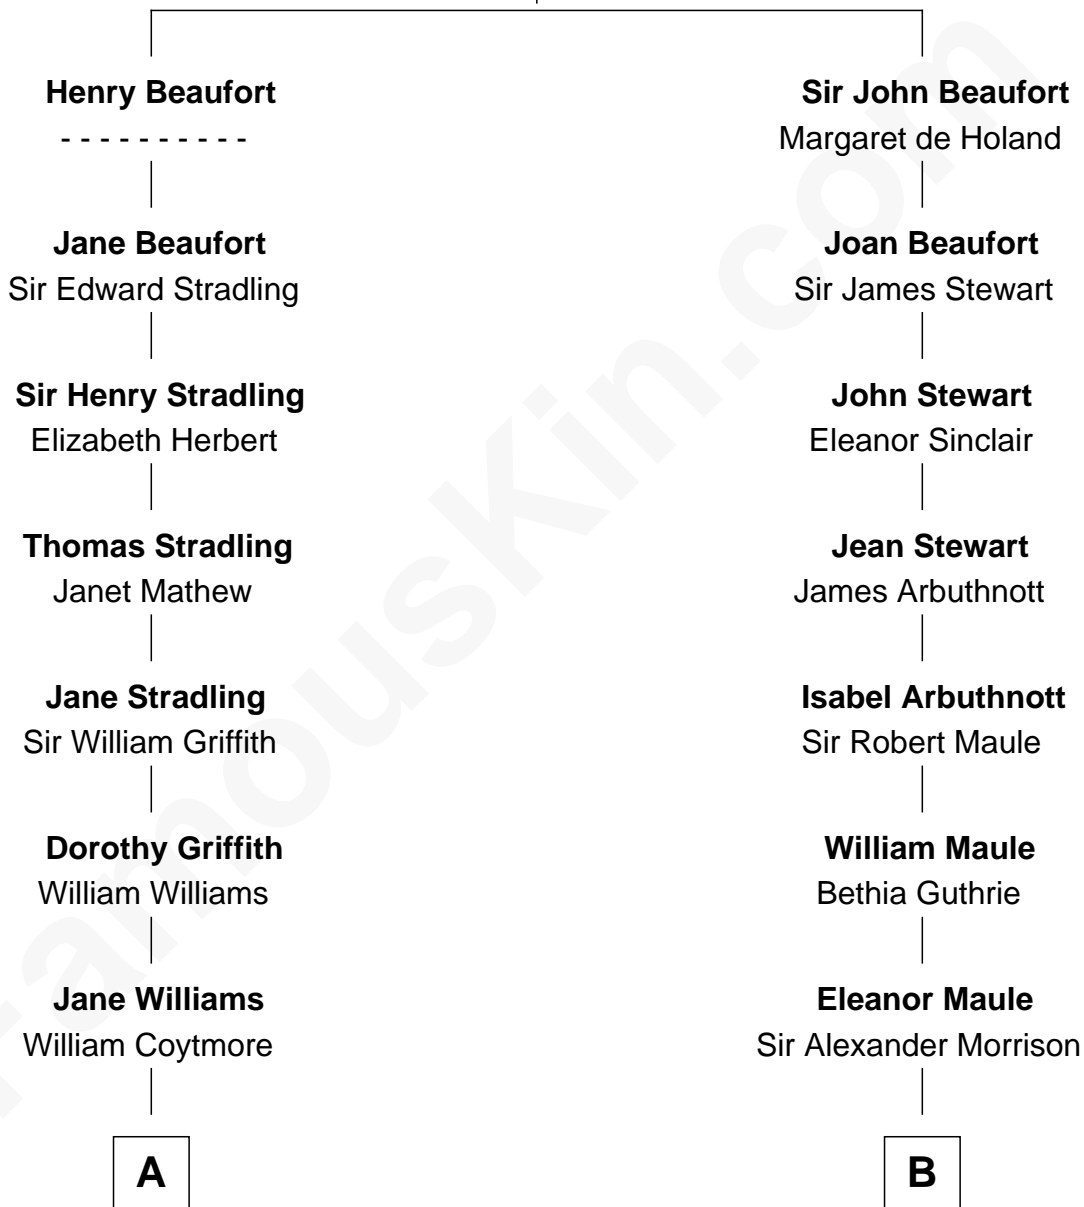 Henry Beaufort
- - - - - - - - - -
Jane Beaufort
Sir Edward Stradling
Sir Henry Stradling
Elizabeth Herbert
Thomas Stradling
Janet Mathew
Jane Stradling
Sir William Griffith
Dorothy Griffith
William Williams
Jane Williams
William Coytmore
A
Sir John Beaufort
Margaret de Holand
Joan Beaufort
Sir James Stewart
John Stewart
Eleanor Sinclair
Jean Stewart
James Arbuthnott
Isabel Arbuthnott
Sir Robert Maule
William Maule
Bethia Guthrie
Eleanor Maule
Sir Alexander Morrison
B
FamousKin.com